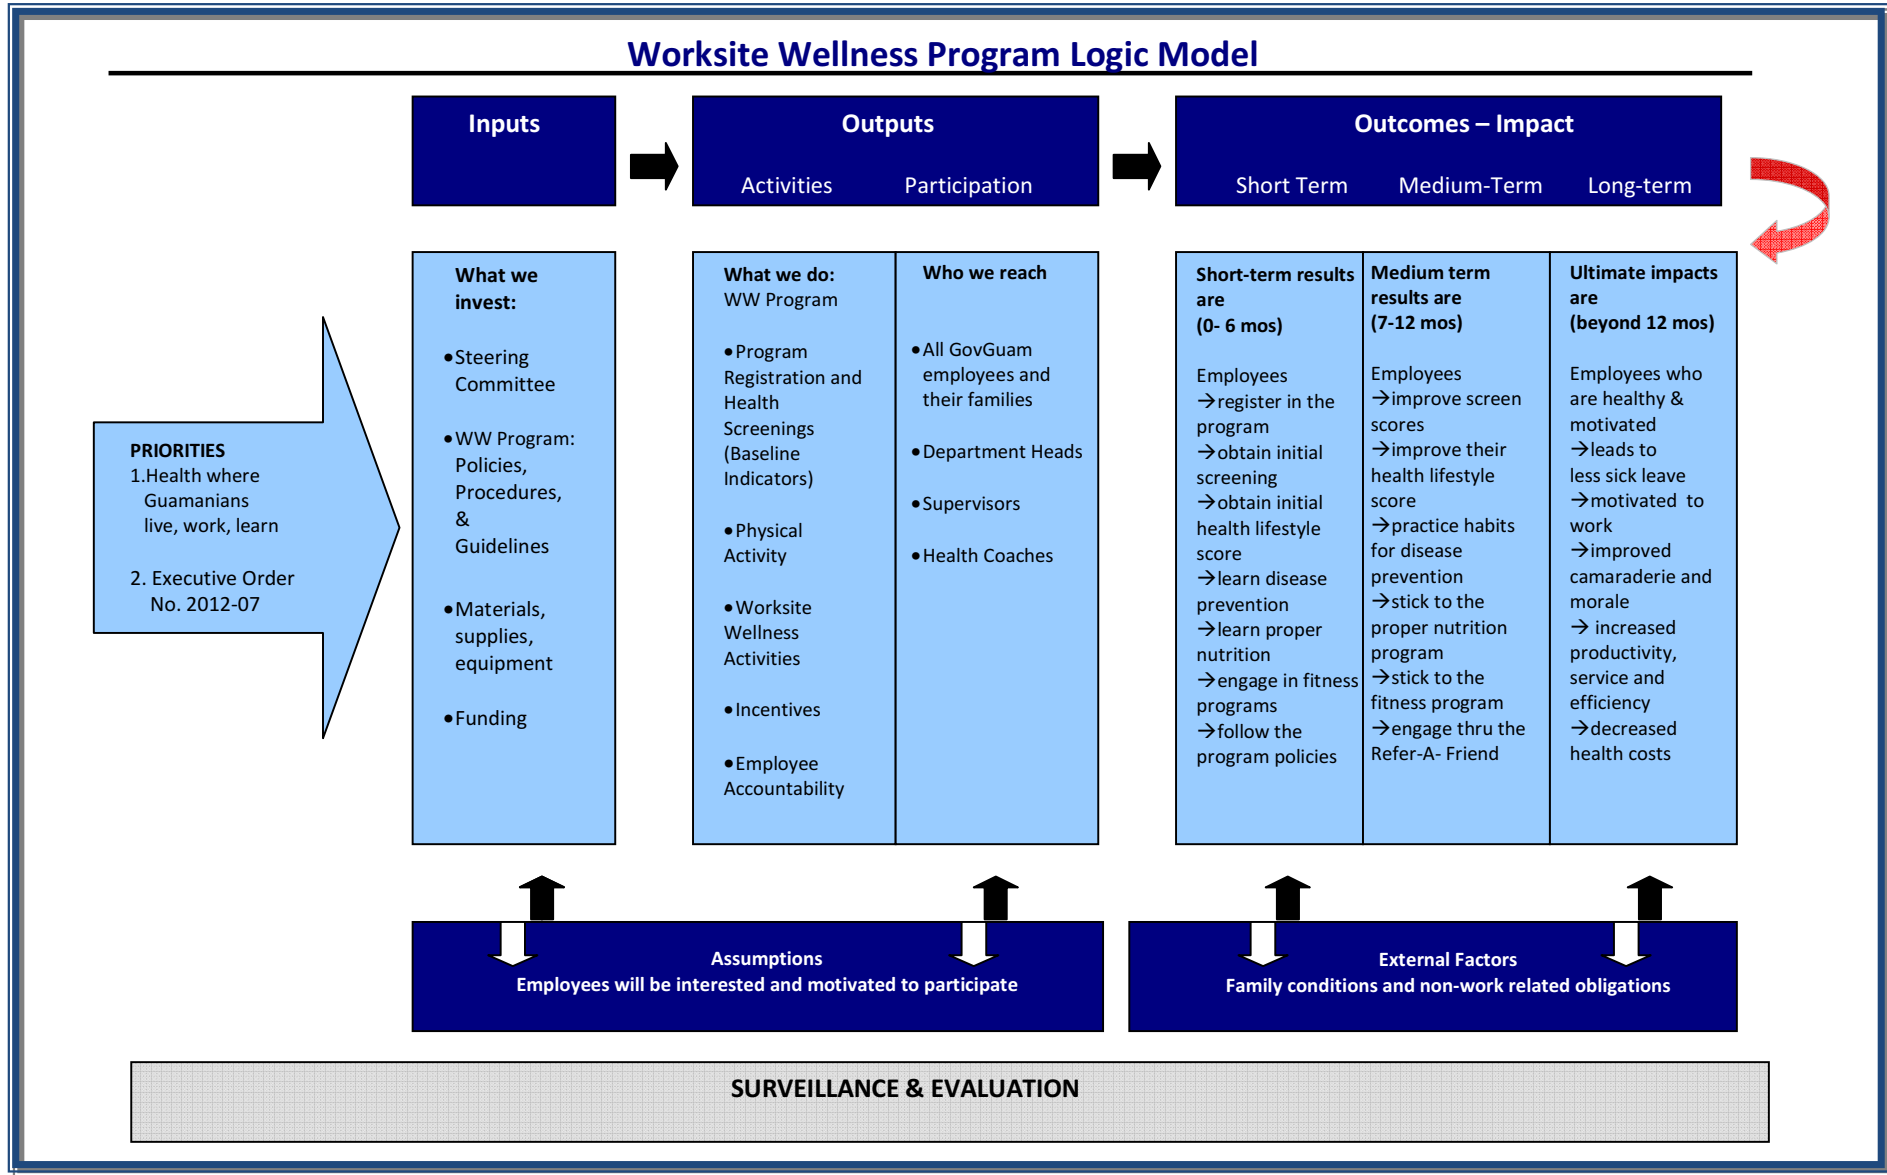 Worksite Wellness Program Logic Model
Inputs
Outputs
Activities
Participation
Outcomes – Impact
Short Term
Medium-Term
Long-term
PRIORITIES
1.Health where
Guamanians
live, work, learn
2. Executive Order
No. 2012-07
What we
invest:
•Steering
Committee
•WW Program:
Policies,
Procedures,
&
Guidelines
•Materials,
supplies,
equipment
•Funding
What we do:
WW Program
•Program
Registration and
Health
Screenings
(Baseline
Indicators)
•Physical
Activity
•Worksite
Wellness
Activities
•Incentives
•Employee
Accountability
Who we reach
•All GovGuam
employees and
their families
•Department Heads
•Supervisors
•Health Coaches
Short-term results
are
(0- 6 mos)
Employees
→register in the
program
→obtain initial
screening
→obtain initial
health lifestyle
score
→learn disease
prevention
→learn proper
nutrition
→engage in fitness
programs
→follow the
program policies
Medium term
results are
(7-12 mos)
Employees
→improve screen
scores
→improve their
health lifestyle
score
→practice habits
for disease
prevention
→stick to the
proper nutrition
program
→stick to the
fitness program
→engage thru the
Refer-A- Friend
Ultimate impacts
are
(beyond 12 mos)
Employees who
are healthy &
motivated
→leads to
less sick leave
→motivated  to
work
→improved
camaraderie and
morale
→ increased
productivity,
service and
efficiency
→decreased
health costs
Assumptions
Employees will be interested and motivated to participate
External Factors
Family conditions and non-work related obligations
SURVEILLANCE & EVALUATION